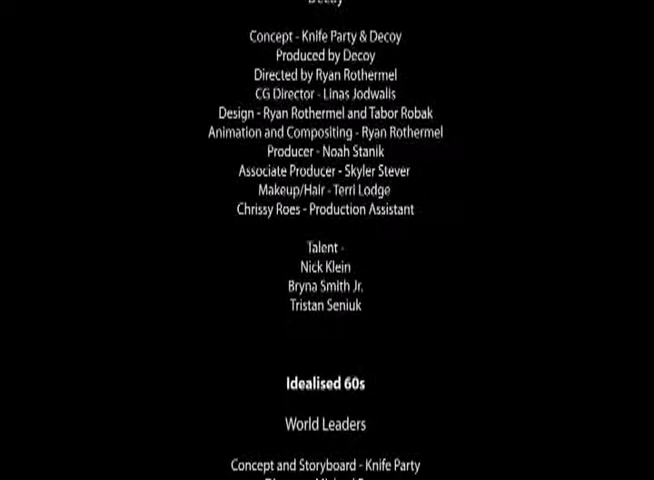 Decoy
Concept - Knife Party & Decoy
Produced by Decoy
Directed by Ryan Rothermel
CG Director - Linas Jodwalis
Design - Ryan Rothermel and Tabor Robak
Animation and Compositing - Ryan Rothermel
Producer - Noah Stanik
Associate Producer - Skyler Stever
Makeup/Hair - Terri Lodge
Chrissy Roes - Production Assistant
Talent -
Nick Klein
Bryna Smith Jr.
Tristan Seniuk
Idealised 60s
World Leaders
Concept and Storyboard - Knife Party